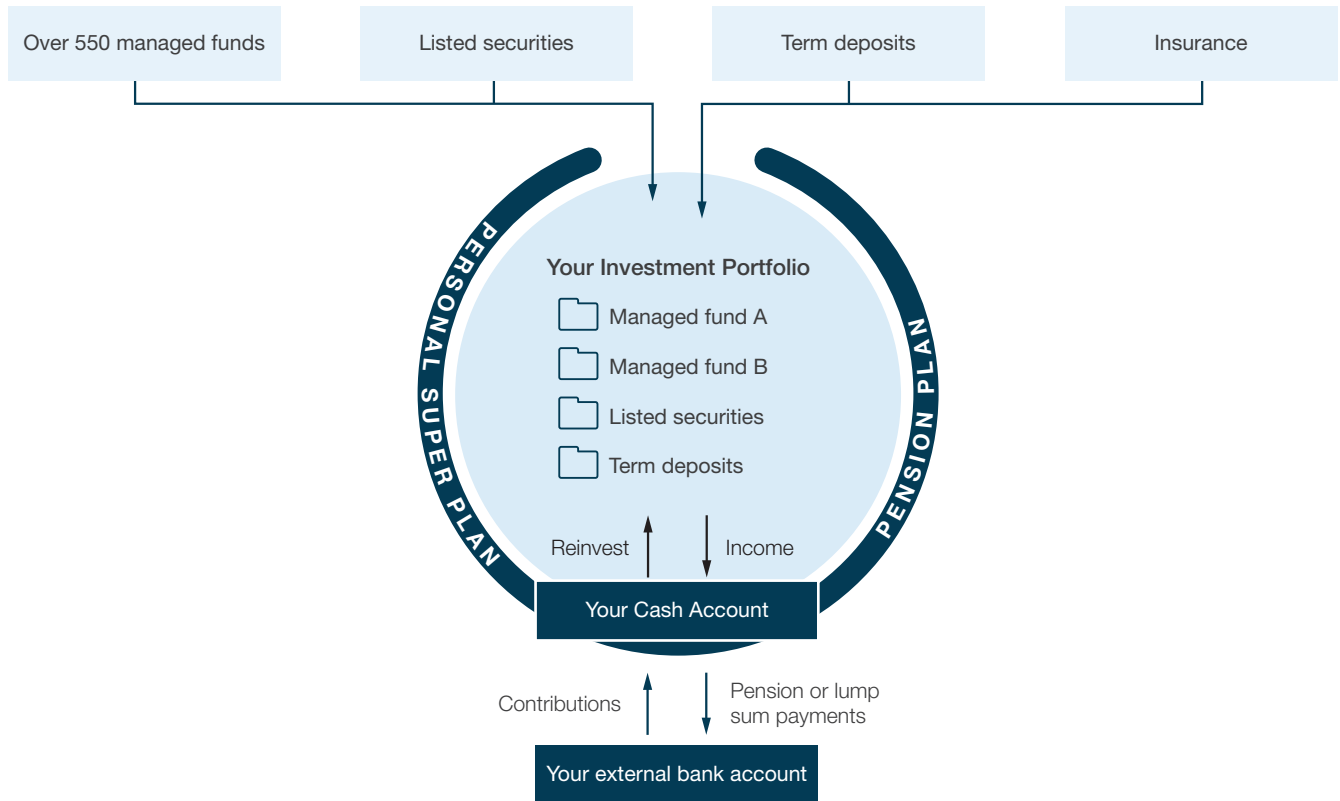 Over 550 managed funds
Listed securities
Term deposits
Insurance
PERSONAL SUPER PLAN
PENSION PLAN
Your Investment Portfolio
Managed fund A
Managed fund B
Listed securities
Term deposits
Reinvest
Income
Your Cash Account
Contributions
Pension or lump
sum payments
Your external bank account